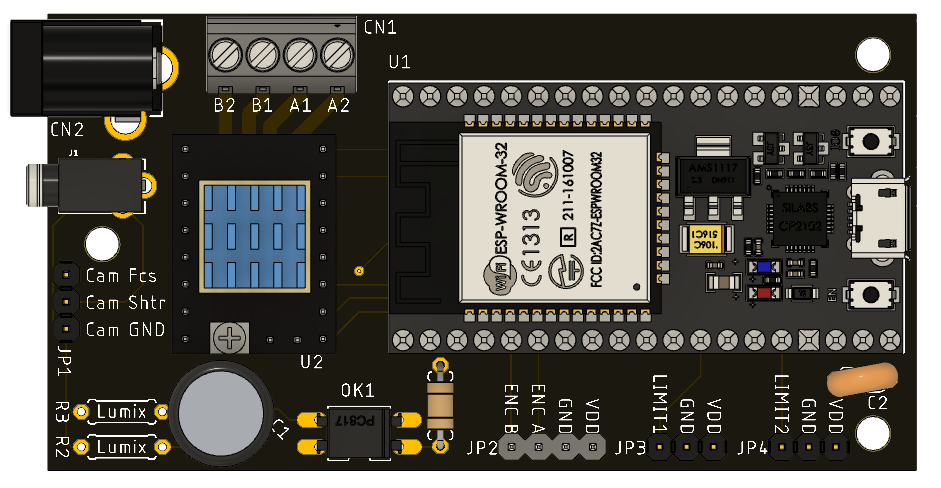 CN1
U1
B2 B1 A1 A2
CN2
J1
Cam Fcs
Cam Shtr
Cam GND
JP1
U2
WiFi
ESP-WROOM-32
CE1313
R 211-161007
FCC ID:2AC7Z-ESPWROOM32
AMS1117
SILABS
CP2102
EN
R3
Lumix
R2
Lumix
C1
OK1
PC817
ENC B
ENC A
GND
VDD
JP2
LIMIT1
GND
VDD
JP3
LIMIT2
GND
VDD
JP4
C2